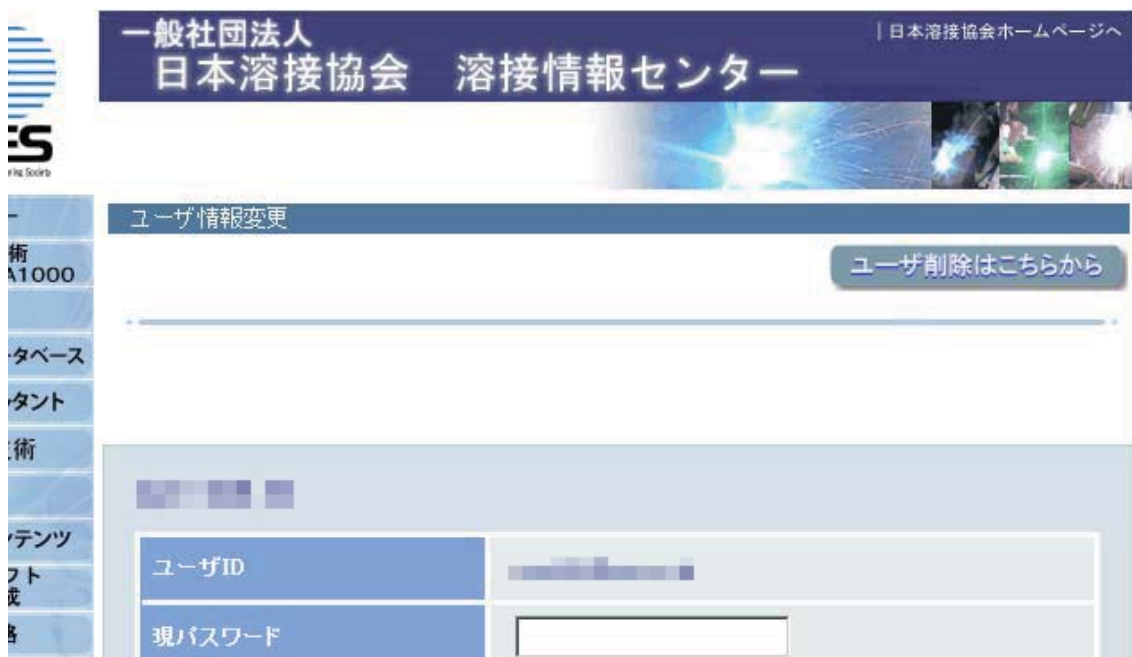 一般社団法人
日本溶接協会 溶接情報センター
|日本溶接協会ホームページへ
ES
ユーザ情報変更
ユーザ削除はこちらから
術
A1000
タベース
タント
術
テンツ
フト
成
ユーザID
現パスワード